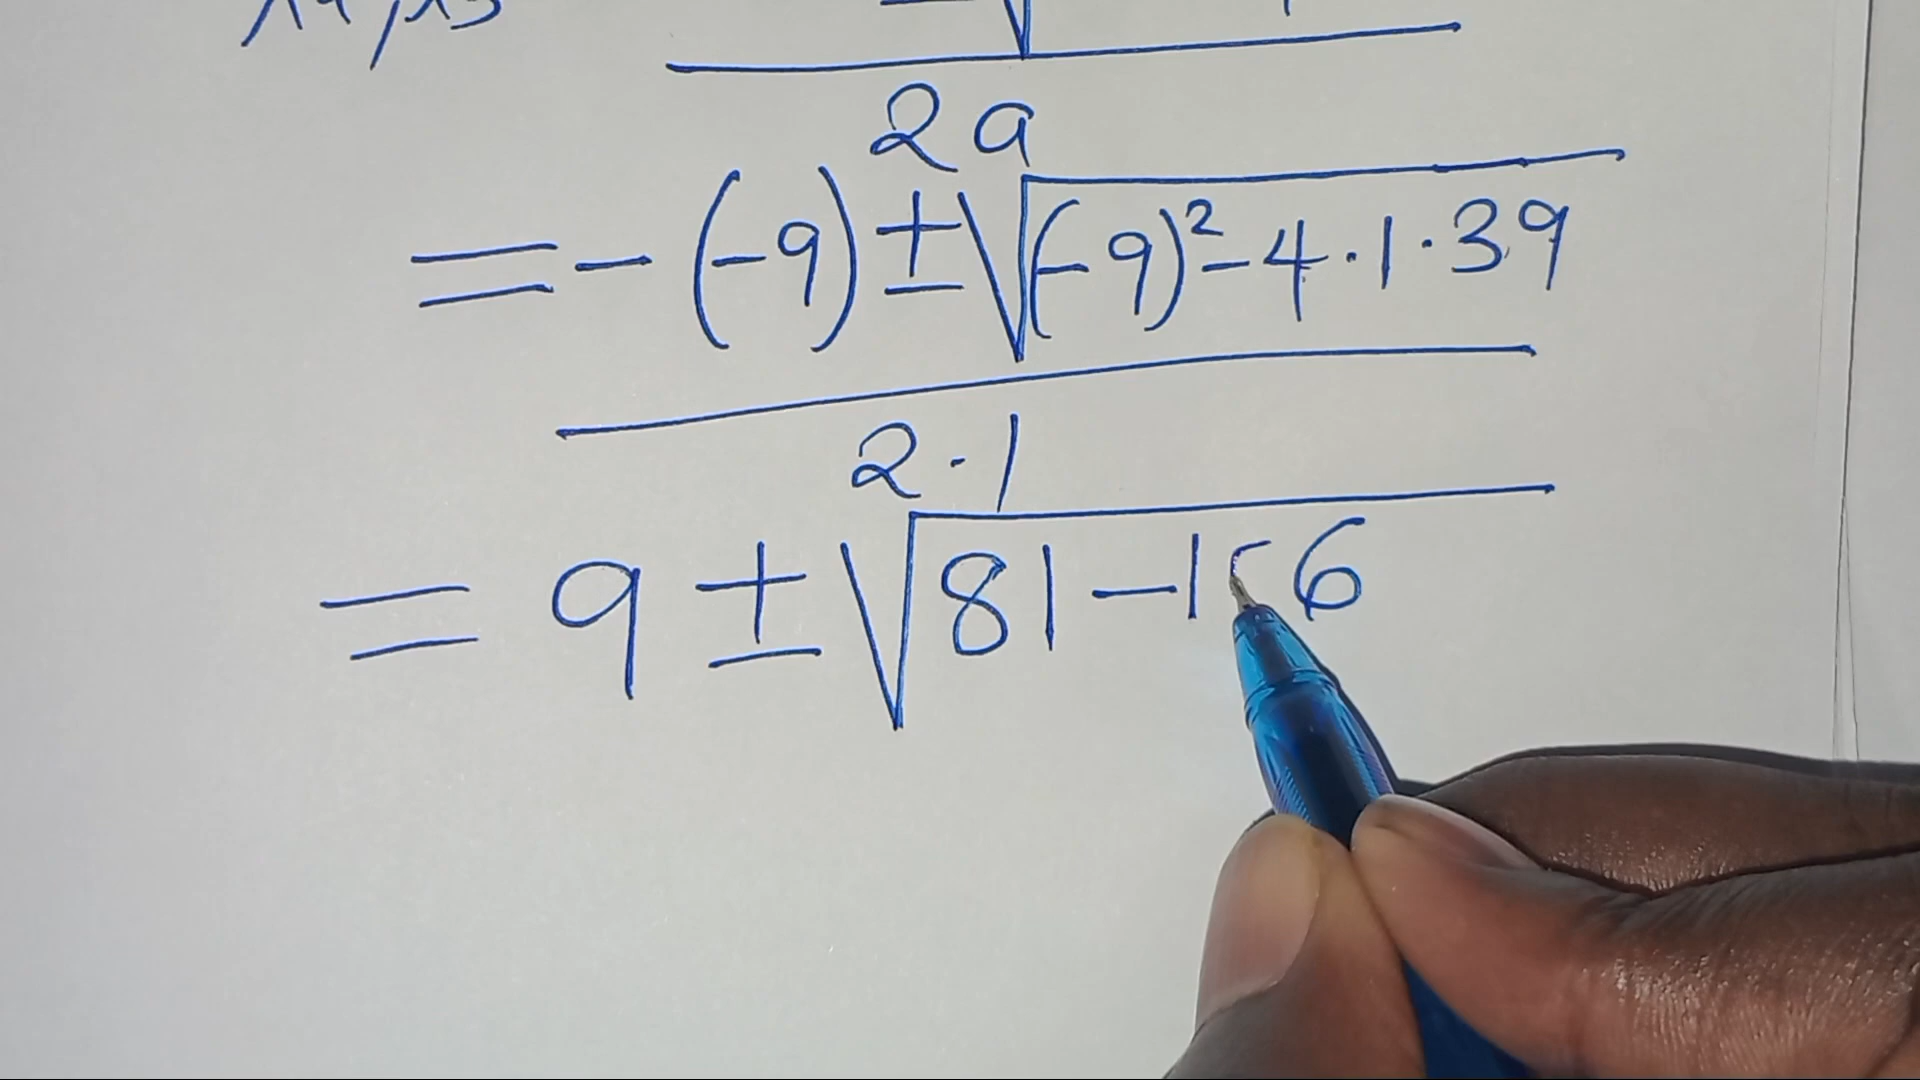 ±√
2a
= -(-9) ±√(-9)²-4·1·39
2·1
= 9 ±√81-156